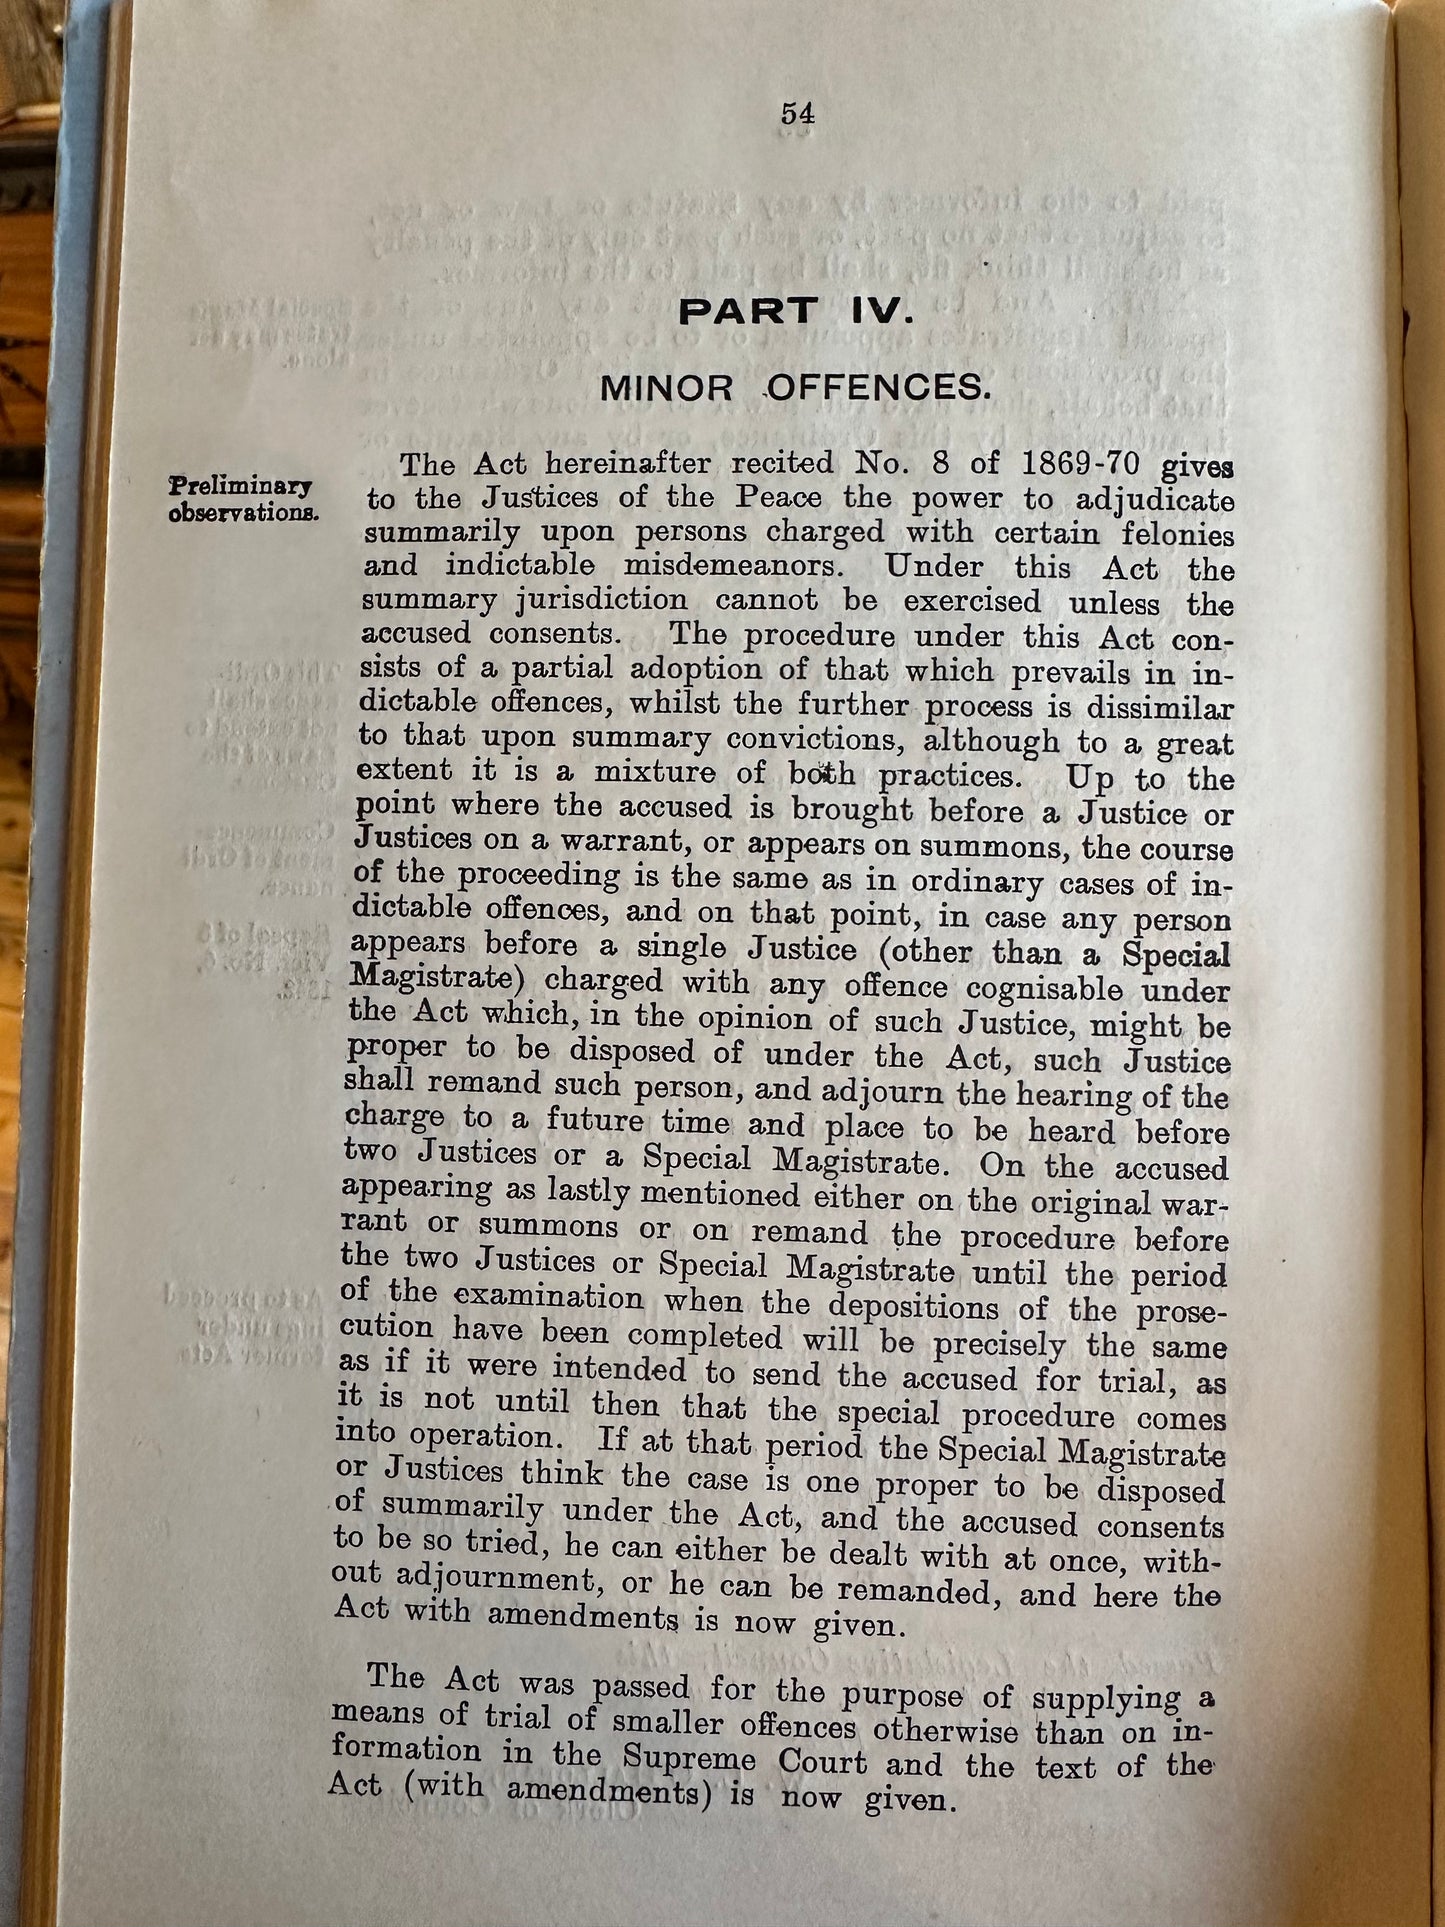 54
PART IV.
MINOR OFFENCES.
Preliminary
observations.
The Act hereinafter recited No. 8 of 1869-70 gives
to the Justices of the Peace the power to adjudicate
summarily upon persons charged with certain felonies
and indictable misdemeanors. Under this Act the
summary jurisdiction cannot be exercised unless the
accused consents. The procedure under this Act con-
sists of a partial adoption of that which prevails in in-
dictable offences, whilst the further process is dissimilar
to that upon summary convictions, although to a great
extent it is a mixture of both practices. Up to the
point where the accused is brought before a Justice or
Justices on a warrant, or appears on summons, the course
of the proceeding is the same as in ordinary cases of in-
dictable offences, and on that point, in case any person
appears before a single Justice (other than a Special
Magistrate) charged with any offence cognisable under
the Act which, in the opinion of such Justice, might be
proper to be disposed of under the Act, such Justice
shall remand such person, and adjourn the hearing of the
charge to a future time and place to be heard before
two Justices or a Special Magistrate. On the accused
appearing as lastly mentioned either on the original war-
rant or summons or on remand the procedure before
the two Justices or Special Magistrate until the period
of the examination when the depositions of the prose-
cution have been completed will be precisely the same
as if it were intended to send the accused for trial, as
it is not until then that the special procedure comes
into operation. If at that period the Special Magistrate
or Justices think the case is one proper to be disposed
of summarily under the Act, and the accused consents
to be so tried, he can either be dealt with at once, with-
out adjournment, or he can be remanded, and here the
Act with amendments is now given.
The Act was passed for the purpose of supplying a
means of trial of smaller offences otherwise than on in-
formation in the Supreme Court and the text of the
Act (with amendments) is now given.